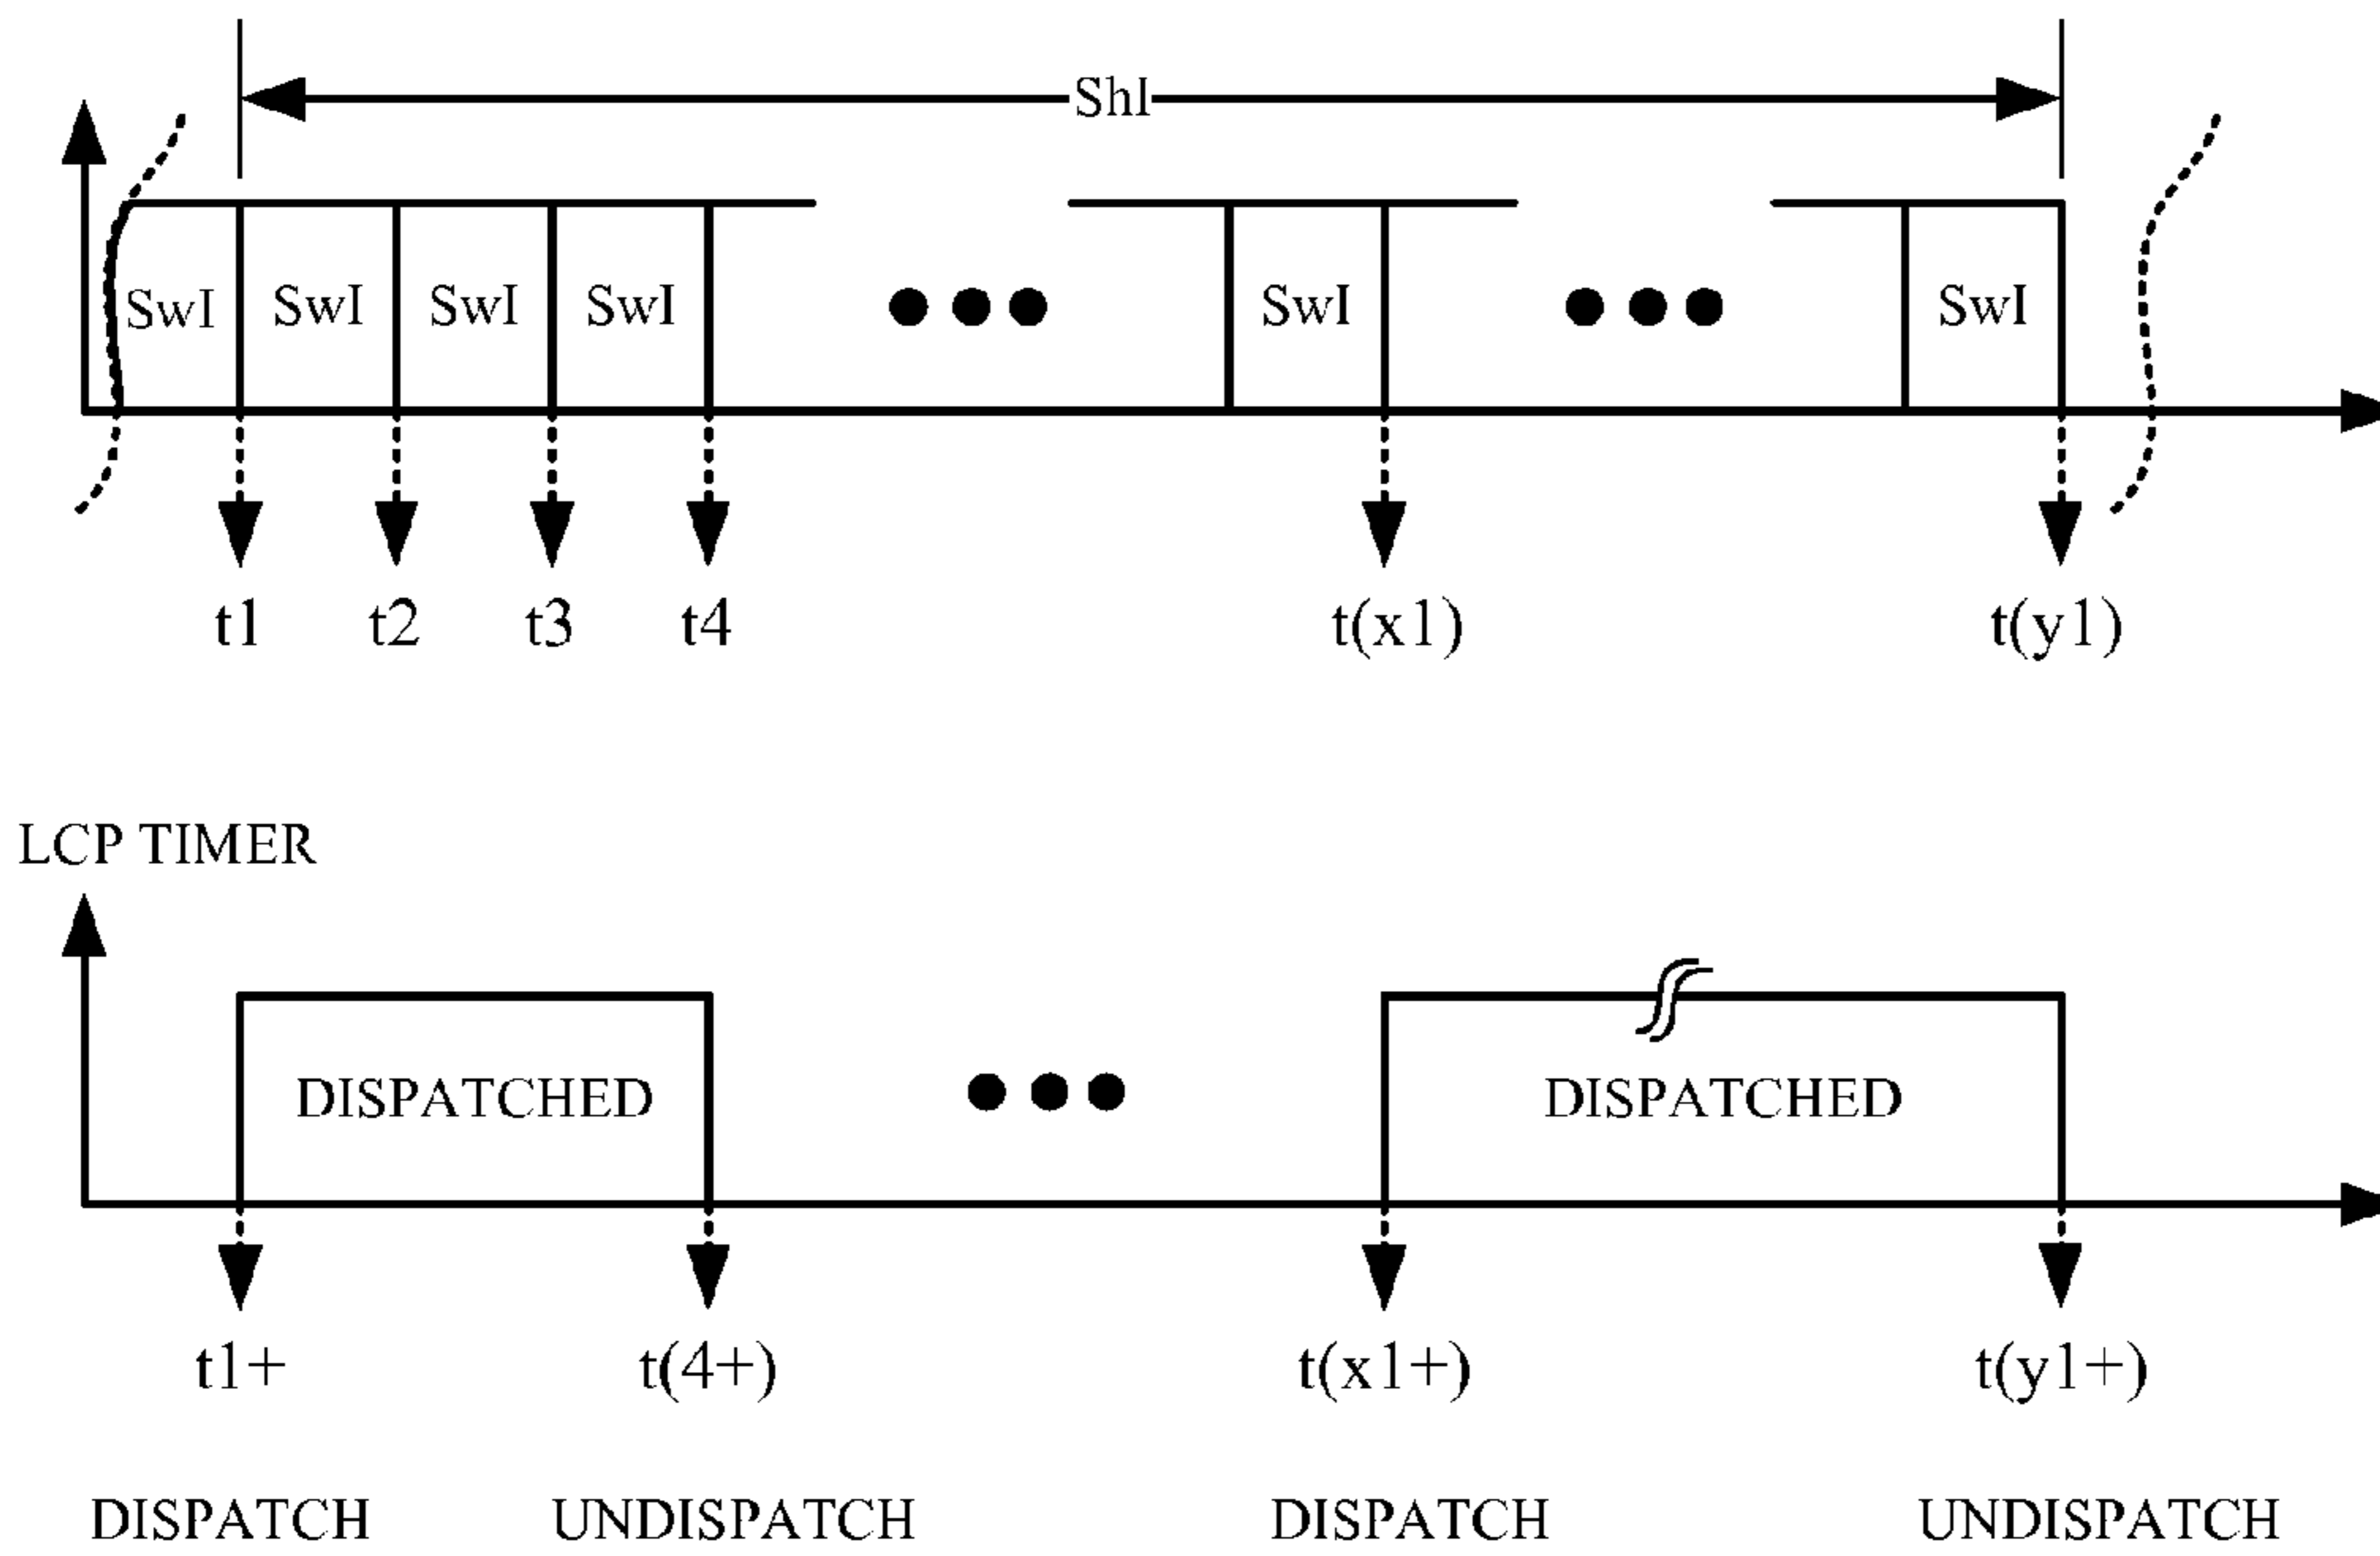 ShI
SwI SwI SwI SwI SwI SwI
t1 t2 t3 t4 t(x1) t(y1)
LCP TIMER
DISPATCHED DISPATCHED
t1+ t(4+) t(x1+) t(y1+)
DISPATCH UNDISPATCH DISPATCH UNDISPATCH